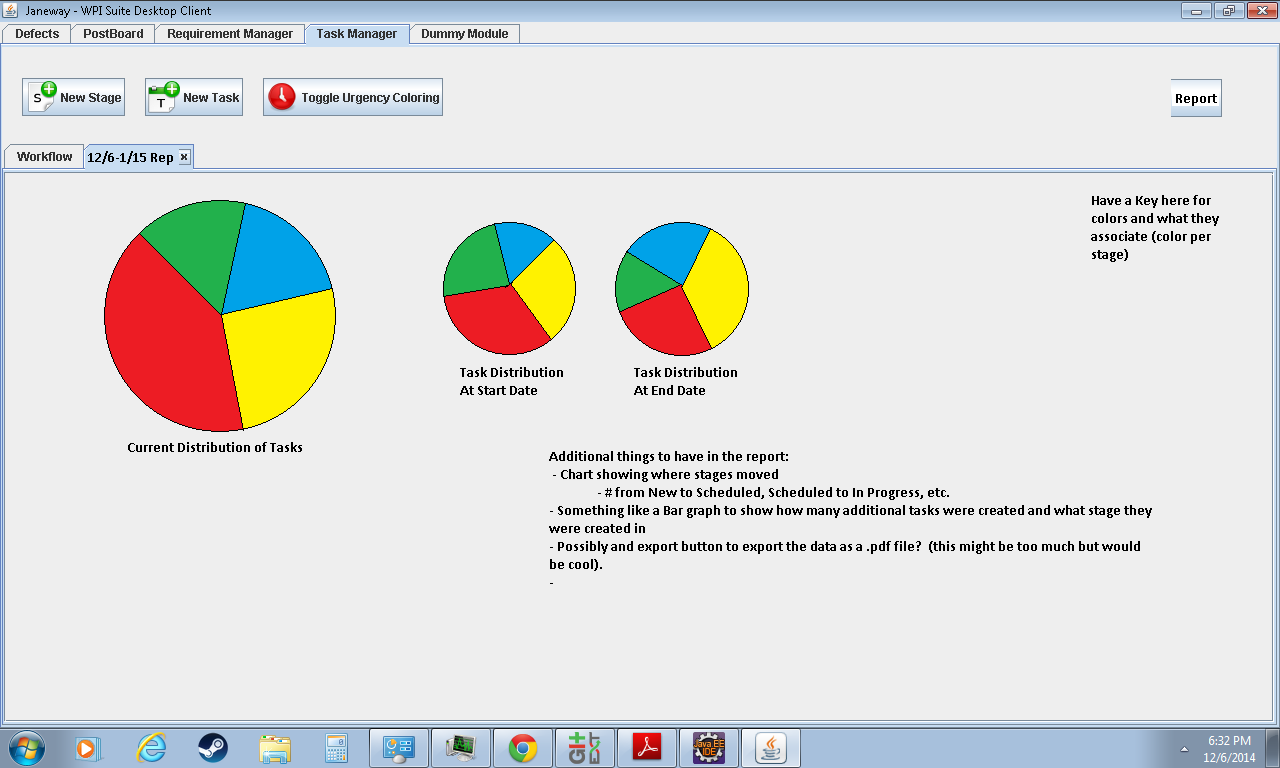 Janeway - WPI Suite Desktop Client
Defects PostBoard Requirement Manager Task Manager Dummy Module
S New Stage T New Task Toggle Urgency Coloring Report
Workflow 12/6-1/15 Rep
Have a Key here for
colors and what they
associate (color per
stage)
Task Distribution
At Start Date
Task Distribution
At End Date
Current Distribution of Tasks
Additional things to have in the report:
- Chart showing where stages moved
- # from New to Scheduled, Scheduled to In Progress, etc.
- Something like a Bar graph to show how many additional tasks were created and what stage they
were created in
- Possibly and export button to export the data as a .pdf file?  (this might be too much but would
be cool).
-
Java EE
IDE
6:32 PM
12/6/2014